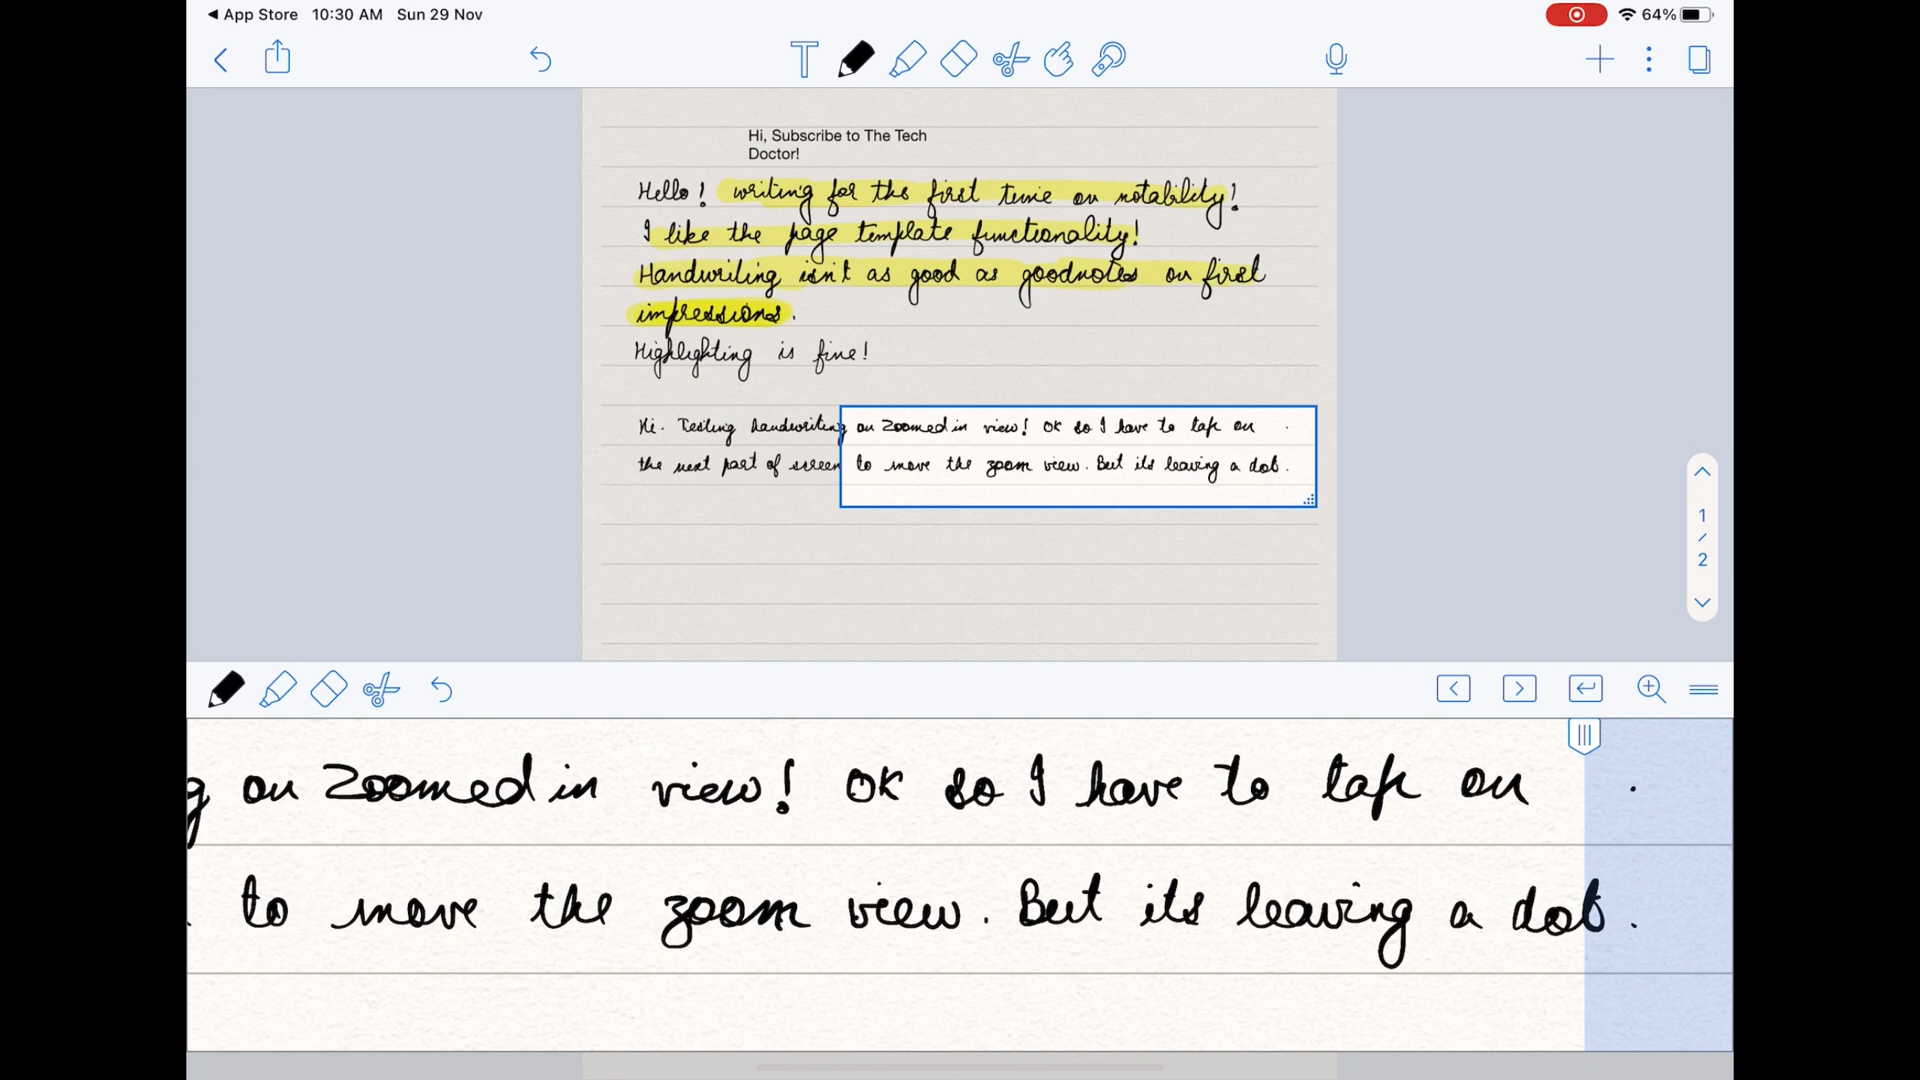 App Store 10:30 AM Sun 29 Nov 64%
T
Hi, Subscribe to The Tech
Doctor!
Hello! writing for the first time on notability!
I like the page template functionality!
Handwriting isn't as good as goodnotes on first
impressions.
Highlighting is fine!
Hi. Testing handwriting on Zoomed in view! OK so I have to tap on .
the next part of screen to move the zoom view. But its leaving a dot.
1
/
2
g on Zoomed in view! OK so I have to tap on .
. to move the zoom view. But its leaving a dot.